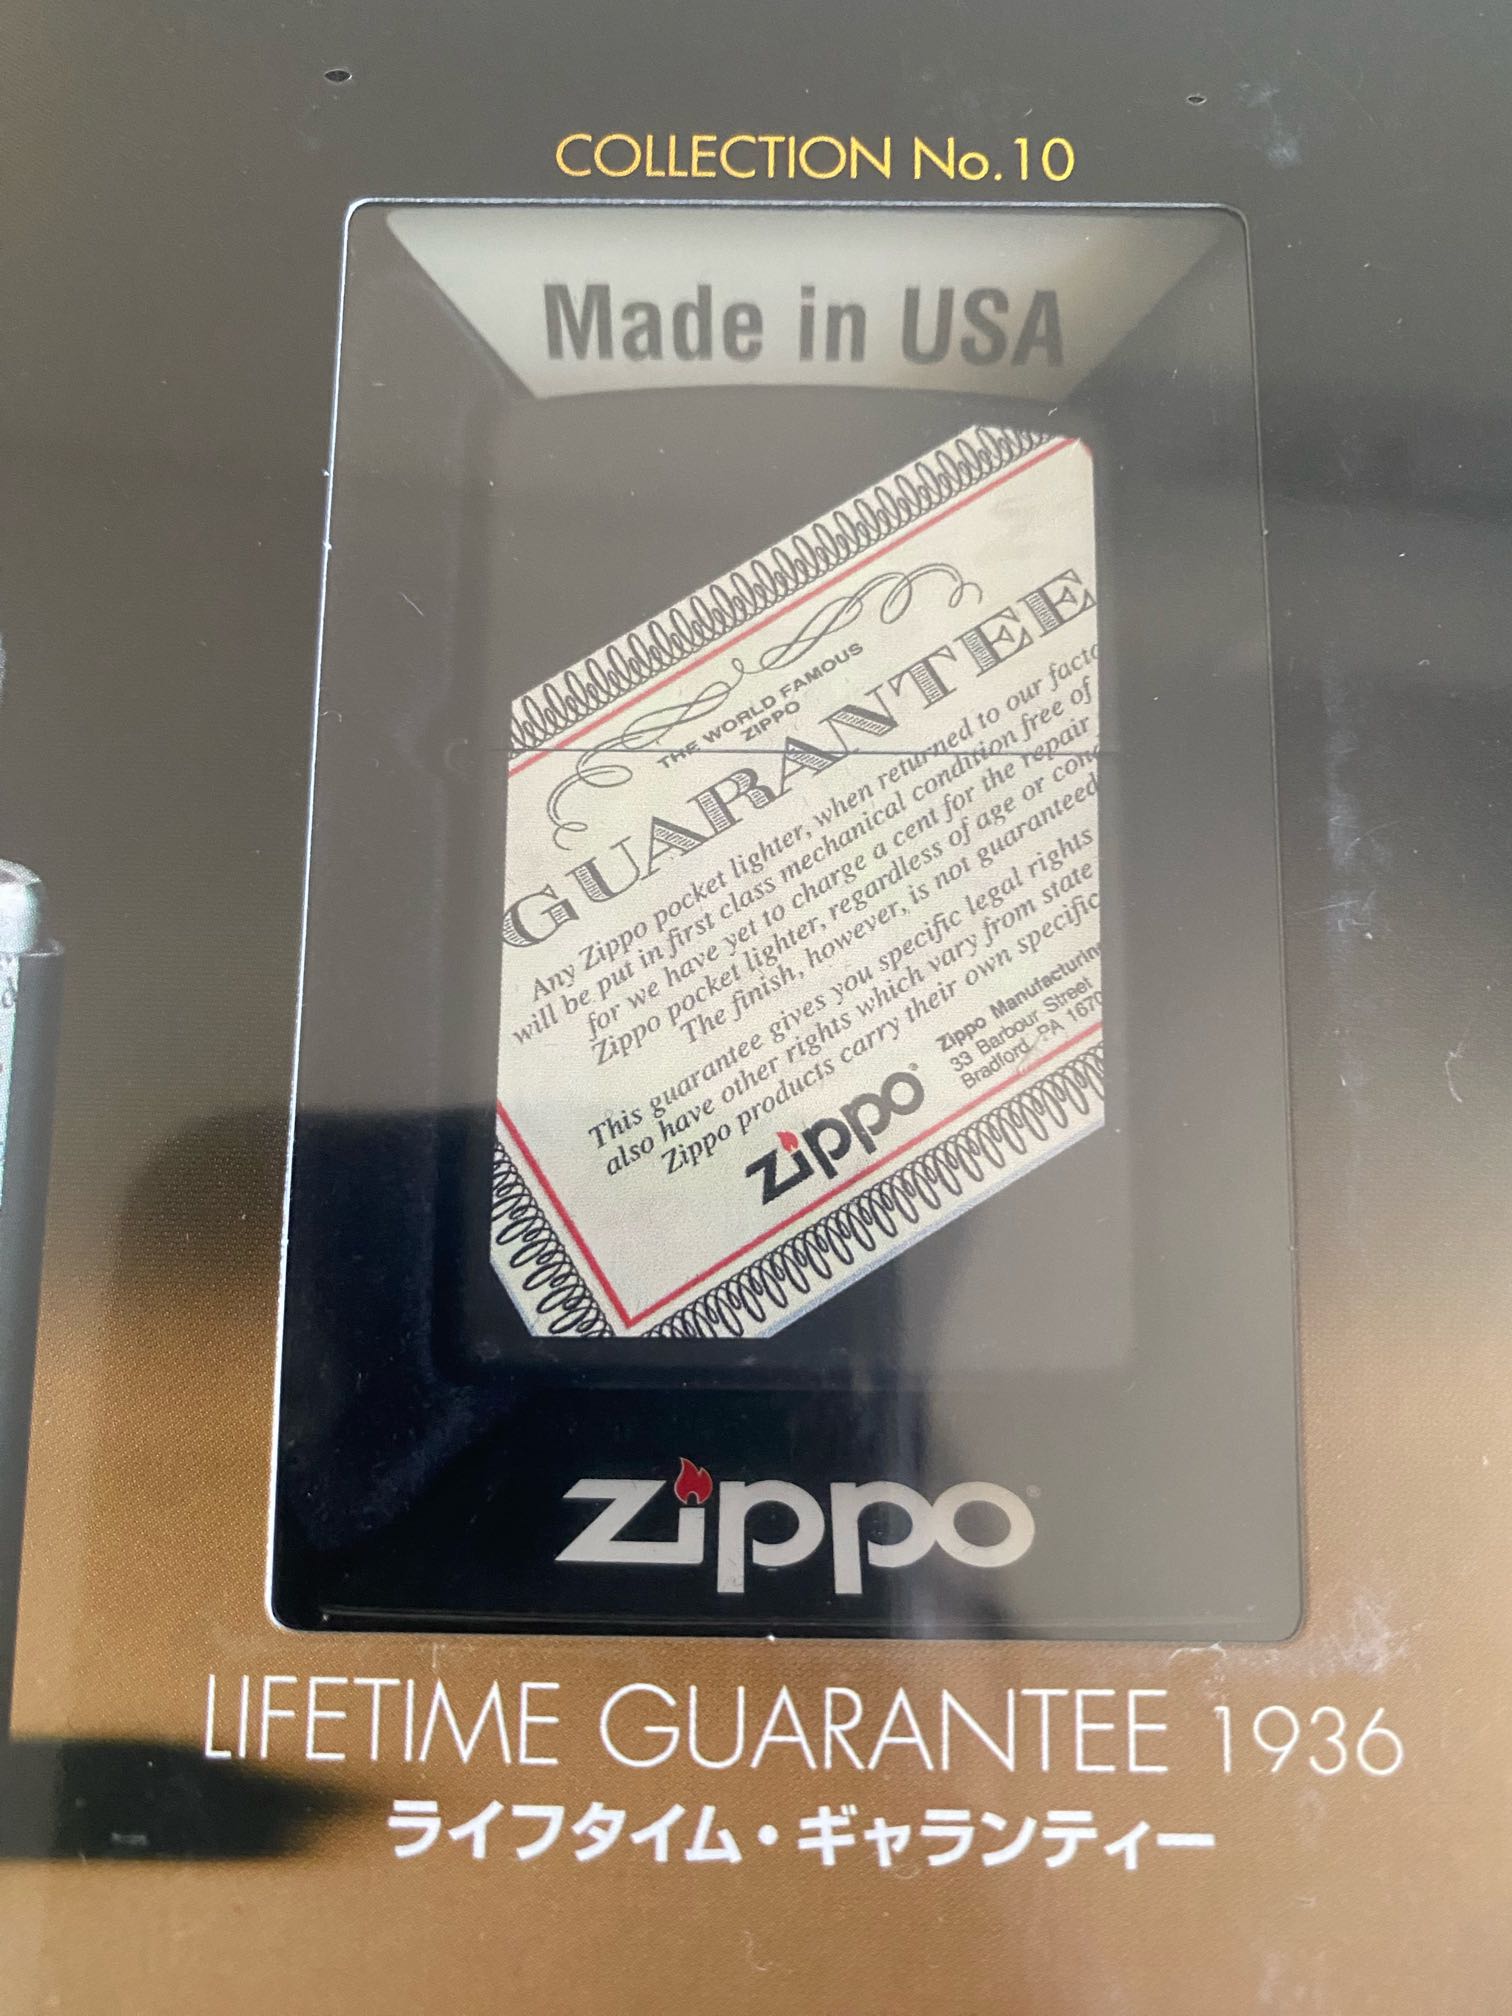 COLLECTION No.10
Made in USA
THE WORLD FAMOUS
ZIPPO
GUARANTEE
Any Zippo pocket lighter, when returned to our facto
will be put in first class mechanical condition free of
for we have yet to charge a cent for the repair
Zippo pocket lighter, regardless of age or con
The finish, however, is not guaranteed
This guarantee gives you specific legal rights
also have other rights which vary from state
Zippo products carry their own specific
zippo
Zippo Manufacturin
33 Barbour Street
Bradford, PA 1670
zippo
LIFETIME GUARANTEE 1936
ライフタイム・ギャランティー